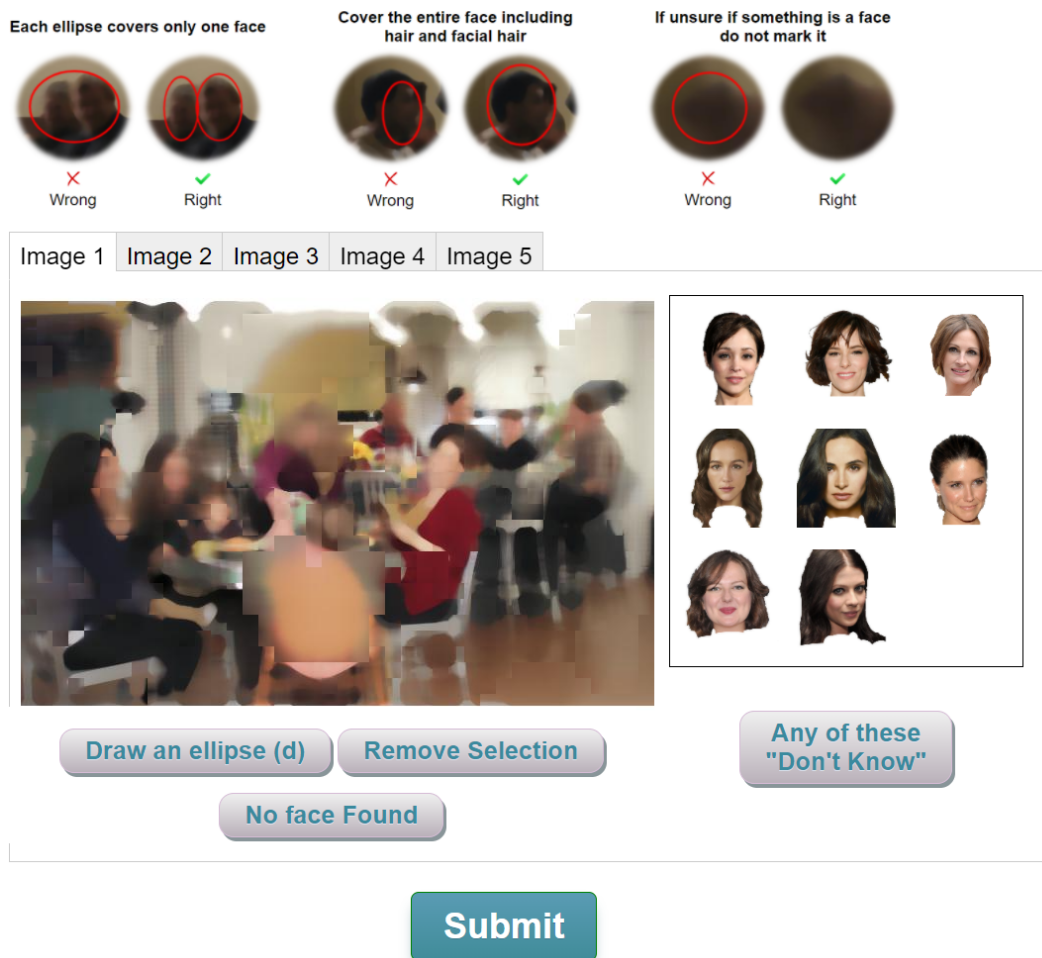 Each ellipse covers only one face
Cover the entire face including
hair and facial hair
If unsure if something is a face
do not mark it
Wrong
Right
Wrong
Right
Wrong
Right
Image 1
Image 2
Image 3
Image 4
Image 5
Draw an ellipse (d)
Remove Selection
No face Found
Any of these
"Don't Know"
Submit